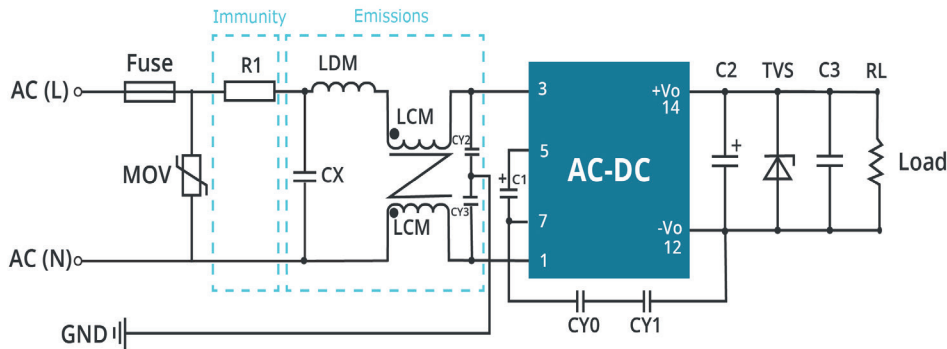 Immunity Emissions
Fuse R1 LDM C2 TVS C3 RL
AC (L) 3 +Vo
14
LCM
CY2
MOV CX 5 AC-DC + Load
+ C1
CY3 7
LCM -Vo
12
AC (N) 1
CY0 CY1
GND